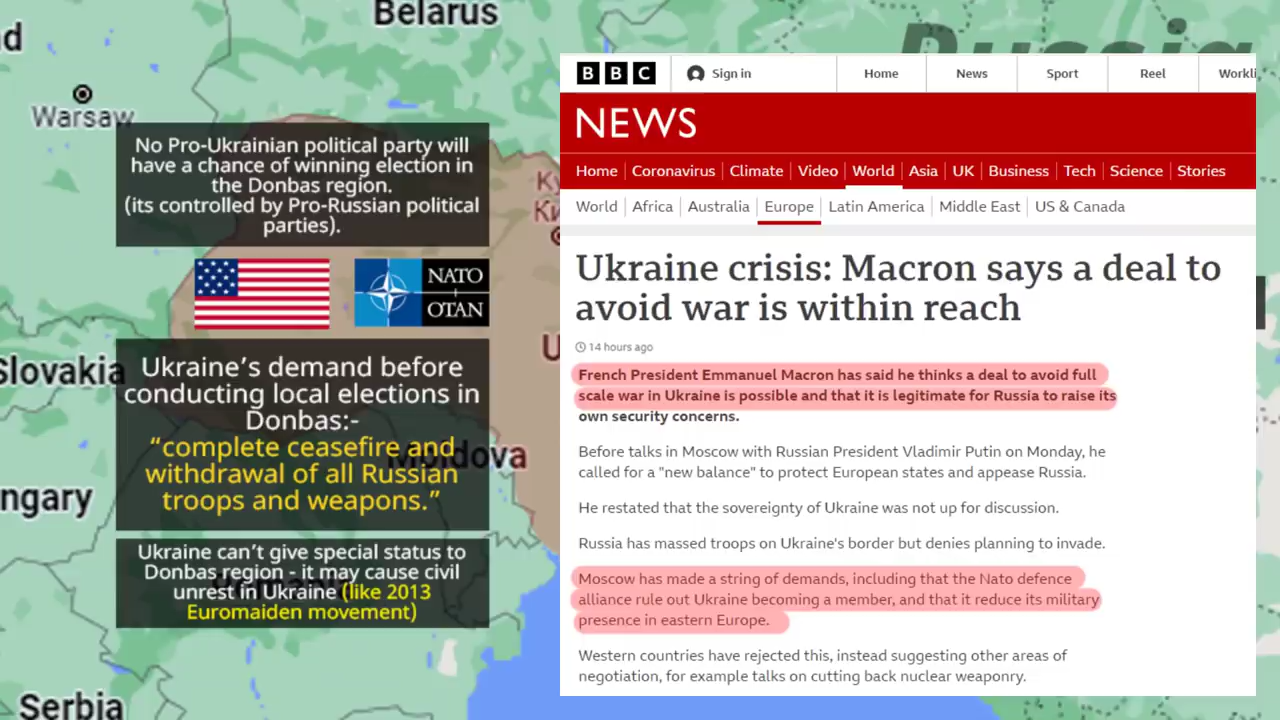 Belarus
Russia
Warsaw
No Pro-Ukrainian political party will
have a chance of winning election in
the Donbas region.
(its controlled by Pro-Russian political
parties).
NATO
OTAN
Slovakia
Ukraine's demand before
conducting local elections in
Donbas:-
"complete ceasefire and
withdrawal of all Russian
troops and weapons."
Moldova
Ukraine can't give special status to
Donbas region - it may cause civil
unrest in Ukraine (like 2013
Euromaiden movement)
Romania
Serbia
BBC
Sign in
Home
News
Sport
Reel
Workli
NEWS
Home
Coronavirus
Climate
Video
World
Asia
UK
Business
Tech
Science
Stories
World
Africa
Australia
Europe
Latin America
Middle East
US & Canada
Ukraine crisis: Macron says a deal to
avoid war is within reach
14 hours ago
French President Emmanuel Macron has said he thinks a deal to avoid full
scale war in Ukraine is possible and that it is legitimate for Russia to raise its
own security concerns.
Before talks in Moscow with Russian President Vladimir Putin on Monday, he
called for a "new balance" to protect European states and appease Russia.
He restated that the sovereignty of Ukraine was not up for discussion.
Russia has massed troops on Ukraine's border but denies planning to invade.
Moscow has made a string of demands, including that the Nato defence
alliance rule out Ukraine becoming a member, and that it reduce its military
presence in eastern Europe.
Western countries have rejected this, instead suggesting other areas of
negotiation, for example talks on cutting back nuclear weaponry.